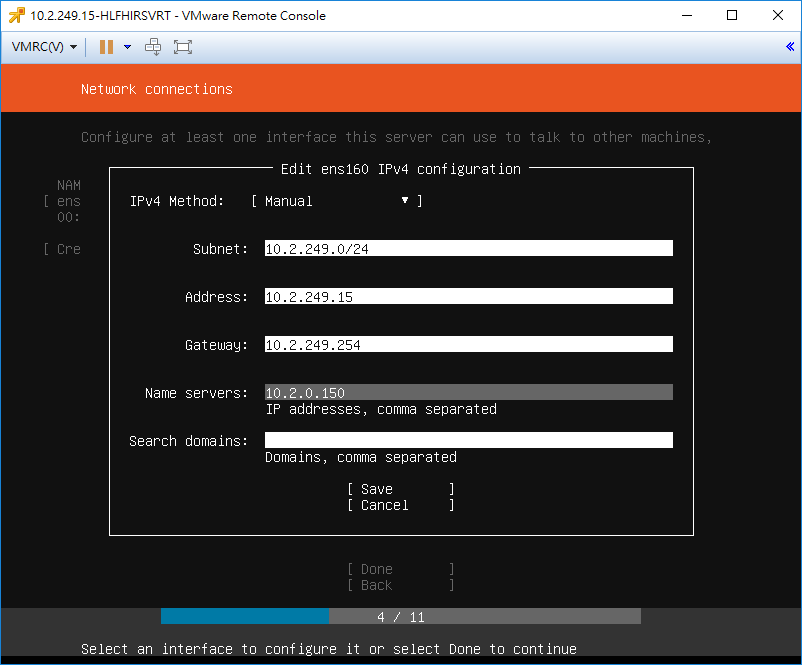 10.2.249.15-HLFHIRSVRT - VMware Remote Console
VMRC(V)
Network connections
Configure at least one interface this server can use to talk to other machines,
Edit ens160 IPv4 configuration
NAM
[ ens
00:
[ Cre
IPv4 Method: [ Manual ▼ ]
Subnet: 10.2.249.0/24
Address: 10.2.249.15
Gateway: 10.2.249.254
Name servers: 10.2.0.150
IP addresses, comma separated
Search domains:
Domains, comma separated
[ Save ]
[ Cancel ]
[ Done ]
[ Back ]
4 / 11
Select an interface to configure it or select Done to continue